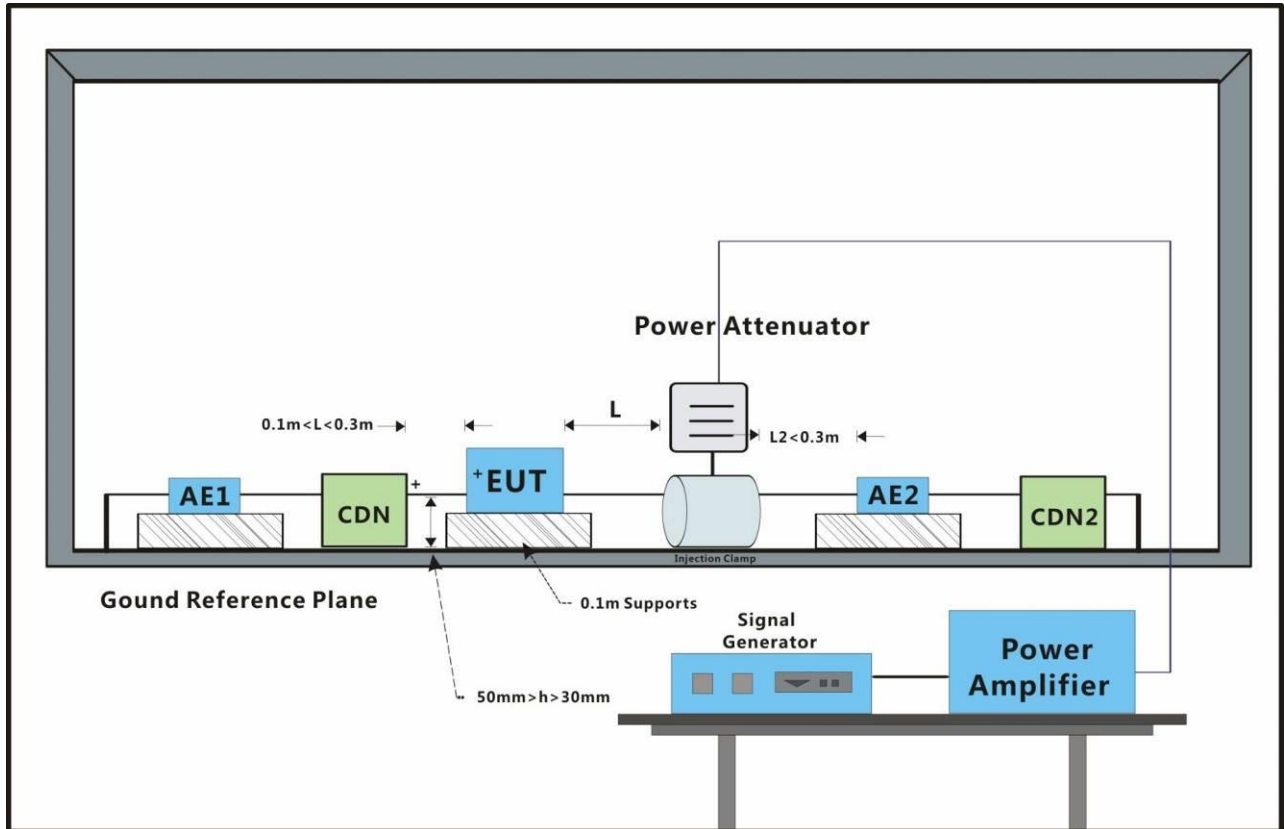 Power Attenuator
0.1m<L<0.3m
L
L2<0.3m
AE1
CDN
+
+EUT
AE2
CDN2
Injection Clamp
Gound Reference Plane
0.1m Supports
50mm>h>30mm
Signal
Generator
Power
Amplifier